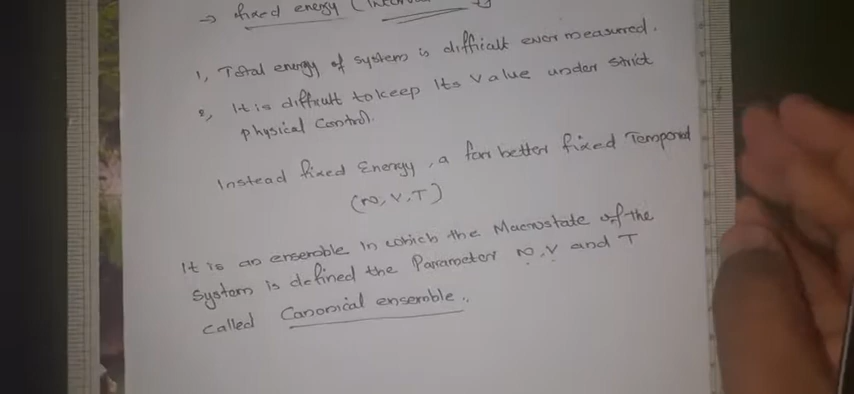 → fixed energy (
1, Total energy of system is difficult even measured.
2, It is difficult to keep Its value under strict
physical control.
Instead fixed Energy, a far better fixed Temperat
(N, V, T)
It is an ensemble In which the Macrostate of the
System is defined the Parameter N, V and T
called Canonical ensemble.